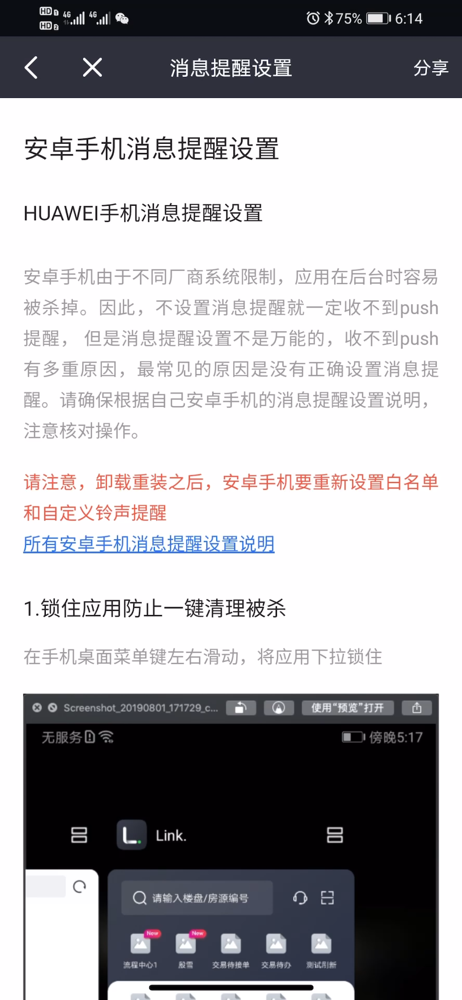 HD 1 4G 4G 75% 6:14
HD 2
消息提醒设置 分享
安卓手机消息提醒设置
HUAWEI手机消息提醒设置
安卓手机由于不同厂商系统限制，应用在后台时容易
被杀掉。因此，不设置消息提醒就一定收不到push
提醒， 但是消息提醒设置不是万能的，收不到push
有多重原因，最常见的原因是没有正确设置消息提
醒。请确保根据自己安卓手机的消息提醒设置说明，
注意核对操作。
请注意，卸载重装之后，安卓手机要重新设置白名单
和自定义铃声提醒
所有安卓手机消息提醒设置说明
1.锁住应用防止一键清理被杀
在手机桌面菜单键左右滑动，将应用下拉锁住
Screenshot_20190801_171729_c... 使用“预览”打开
无服务 傍晚5:17
Link.
请输入楼盘/房源编号
New New
流程中心1 殷雪 交易待接单 交易待办 测试刷新